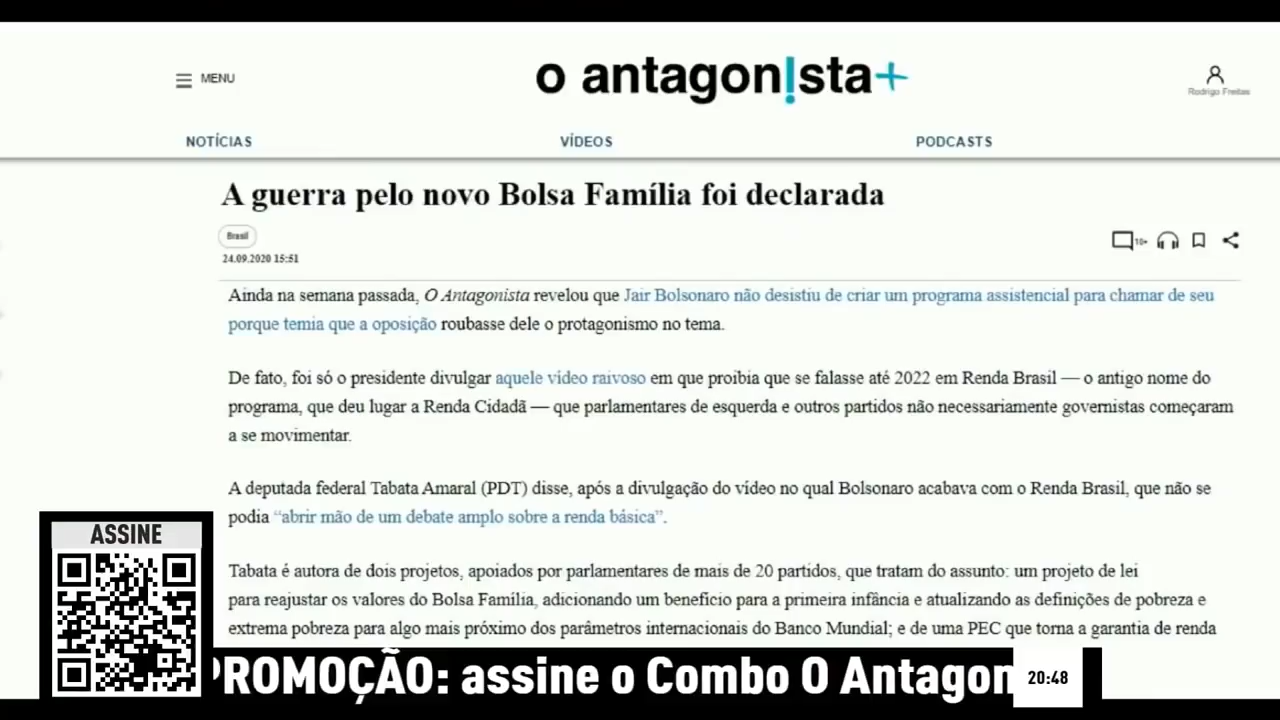 MENU
o antagon!sta+
Rodrigo Freitas
NOTÍCIAS
VÍDEOS
PODCASTS
A guerra pelo novo Bolsa Família foi declarada
Brasil
24.09.2020 15:51
10+
Ainda na semana passada, O Antagonista revelou que Jair Bolsonaro não desistiu de criar um programa assistencial para chamar de seu
porque temia que a oposição roubasse dele o protagonismo no tema.
De fato, foi só o presidente divulgar aquele vídeo raivoso em que proibia que se falasse até 2022 em Renda Brasil — o antigo nome do
programa, que deu lugar a Renda Cidadã — que parlamentares de esquerda e outros partidos não necessariamente governistas começaram
a se movimentar.
A deputada federal Tabata Amaral (PDT) disse, após a divulgação do vídeo no qual Bolsonaro acabava com o Renda Brasil, que não se
podia “abrir mão de um debate amplo sobre a renda básica”.
Tabata é autora de dois projetos, apoiados por parlamentares de mais de 20 partidos, que tratam do assunto: um projeto de lei
para reajustar os valores do Bolsa Família, adicionando um benefício para a primeira infância e atualizando as definições de pobreza e
extrema pobreza para algo mais próximo dos parâmetros internacionais do Banco Mundial; e de uma PEC que torna a garantia de renda
ASSINE
PROMOÇÃO: assine o Combo O Antagon
20:48